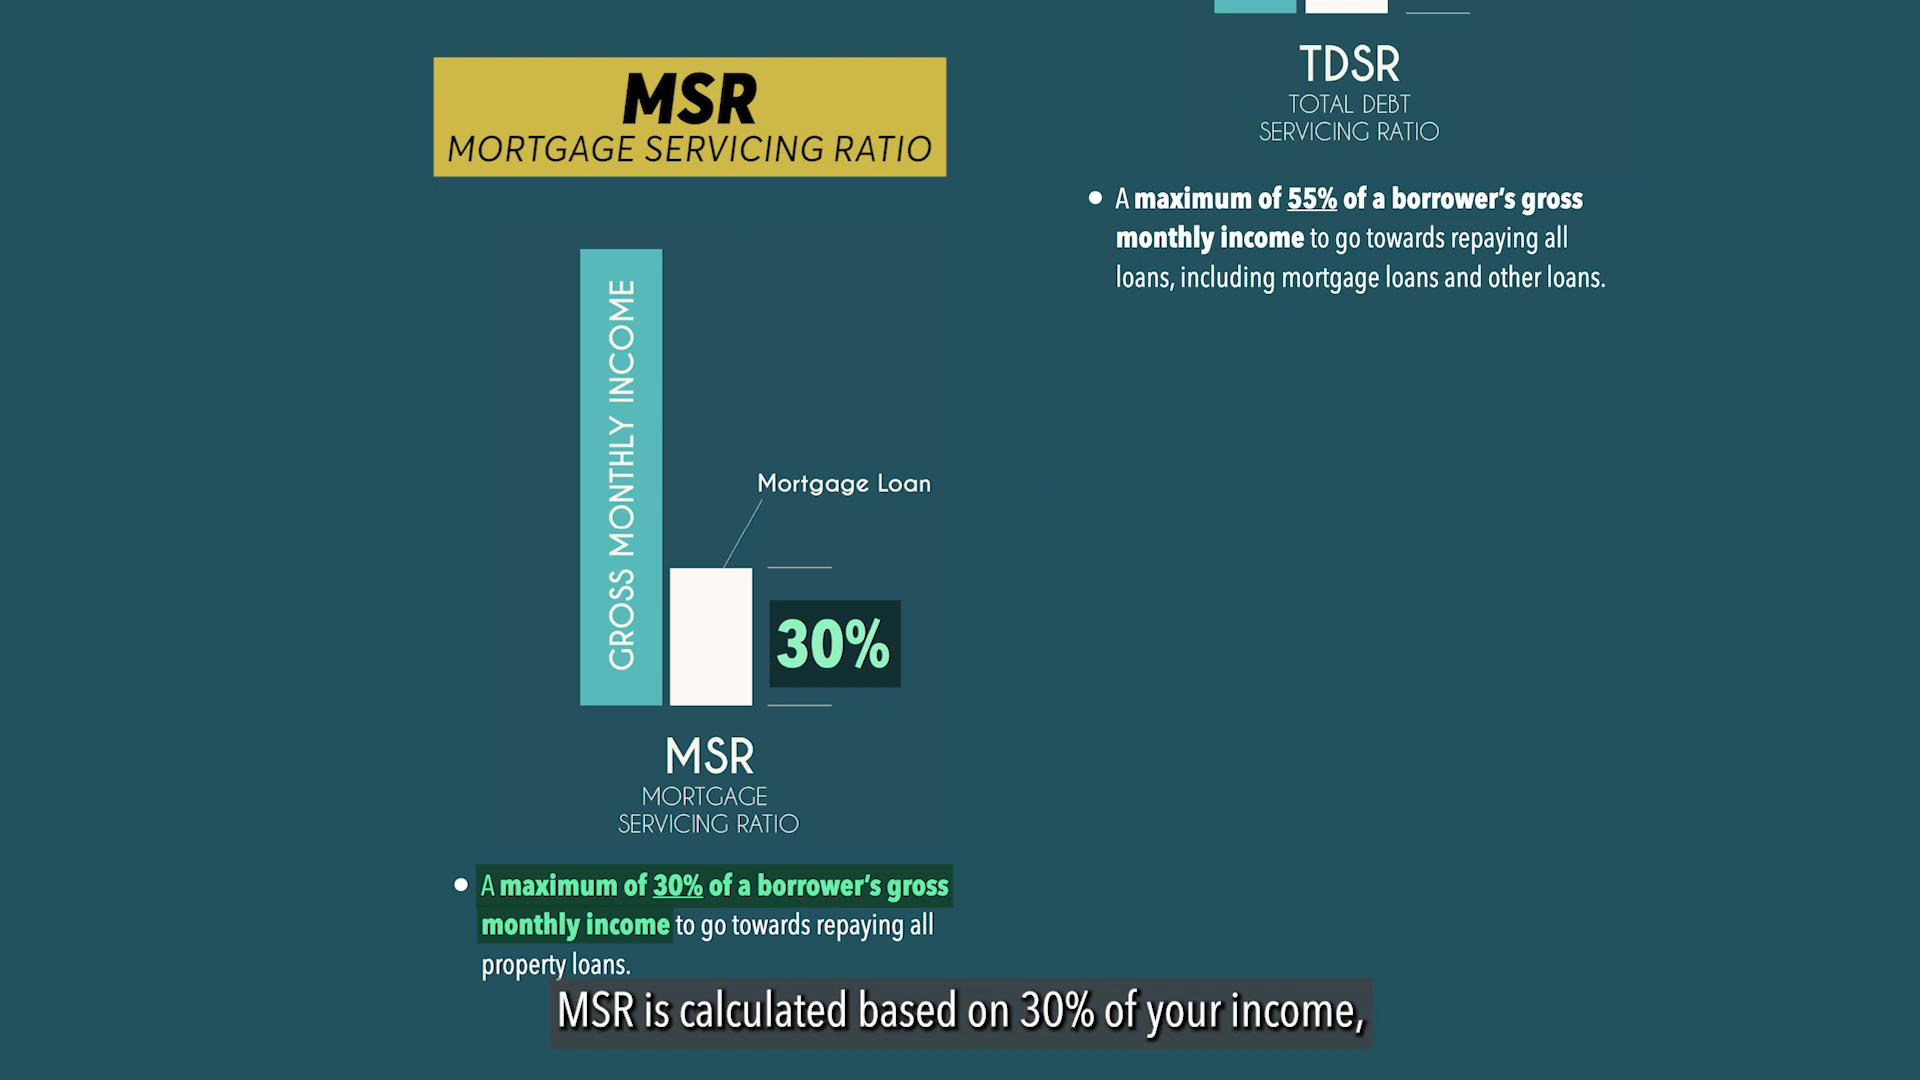 MSR
MORTGAGE SERVICING RATIO
GROSS MONTHLY INCOME
Mortgage Loan
30%
MSR
MORTGAGE
SERVICING RATIO
• A maximum of 30% of a borrower's gross
monthly income to go towards repaying all
property loans.
TDSR
TOTAL DEBT
SERVICING RATIO
• A maximum of 55% of a borrower's gross
monthly income to go towards repaying all
loans, including mortgage loans and other loans.
MSR is calculated based on 30% of your income,